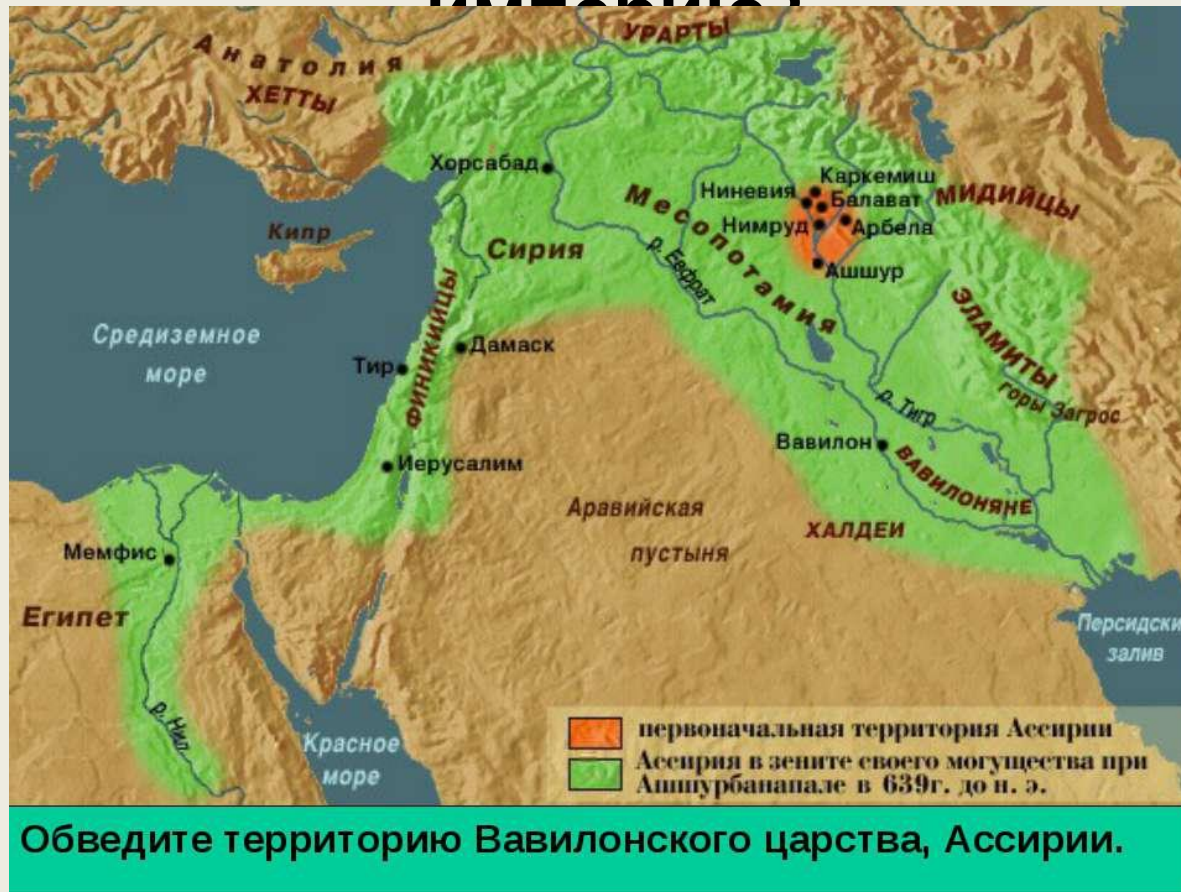 УРАРТЫ
Анатолия
ХЕТТЫ
Хорсабад
Каркемиш
Ниневия
Балават
МИДИЙЦЫ
Месопотамия
Нимруд
Арбела
Кипр
Сирия
р. Евфрат
Ашшур
ФИНИКИЙЦЫ
ЭЛАМИТЫ
Средиземное
море
Дамаск
Тир
горы Загрос
р. Тигр
Вавилон
ВАВИЛОНЯНЕ
Иерусалим
Аравийская
пустыня
ХАЛДЕИ
Мемфис
Египет
Персидски
залив
р. Нил
Красное
море
первоначальная территория Ассирии
Ассирия в зените своего могущества при
Ашшурбанапале в 639г. до н. э.
Обведите территорию Вавилонского царства, Ассирии.